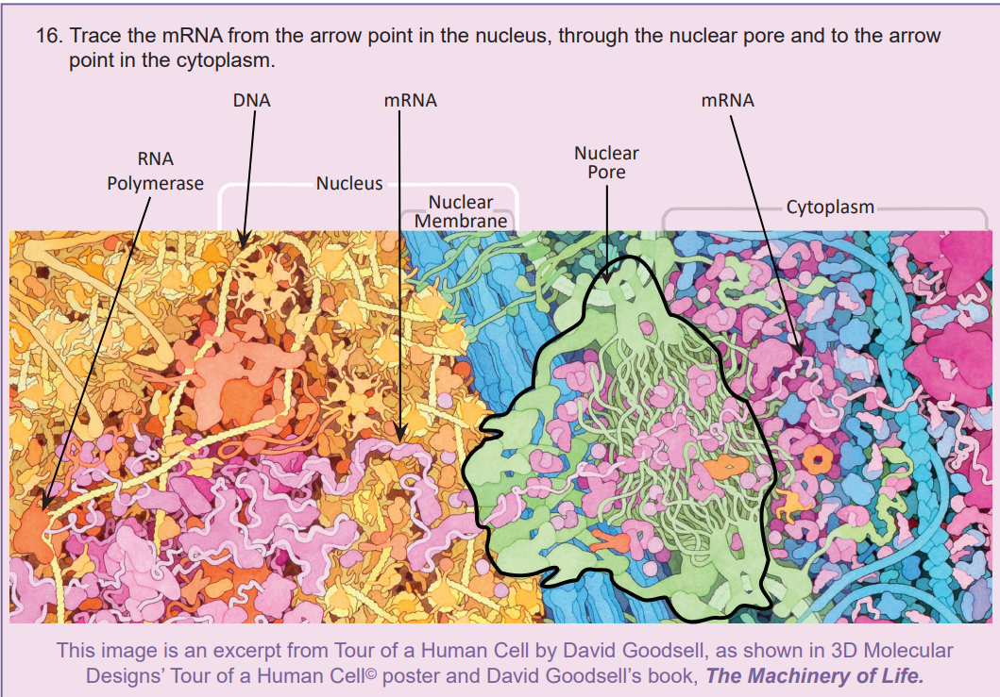 16. Trace the mRNA from the arrow point in the nucleus, through the nuclear pore and to the arrow
point in the cytoplasm.
DNA
mRNA
mRNA
RNA
Polymerase
Nucleus
Nuclear
Membrane
Nuclear
Pore
Cytoplasm
This image is an excerpt from Tour of a Human Cell by David Goodsell, as shown in 3D Molecular
Designs’ Tour of a Human Cell© poster and David Goodsell’s book, The Machinery of Life.